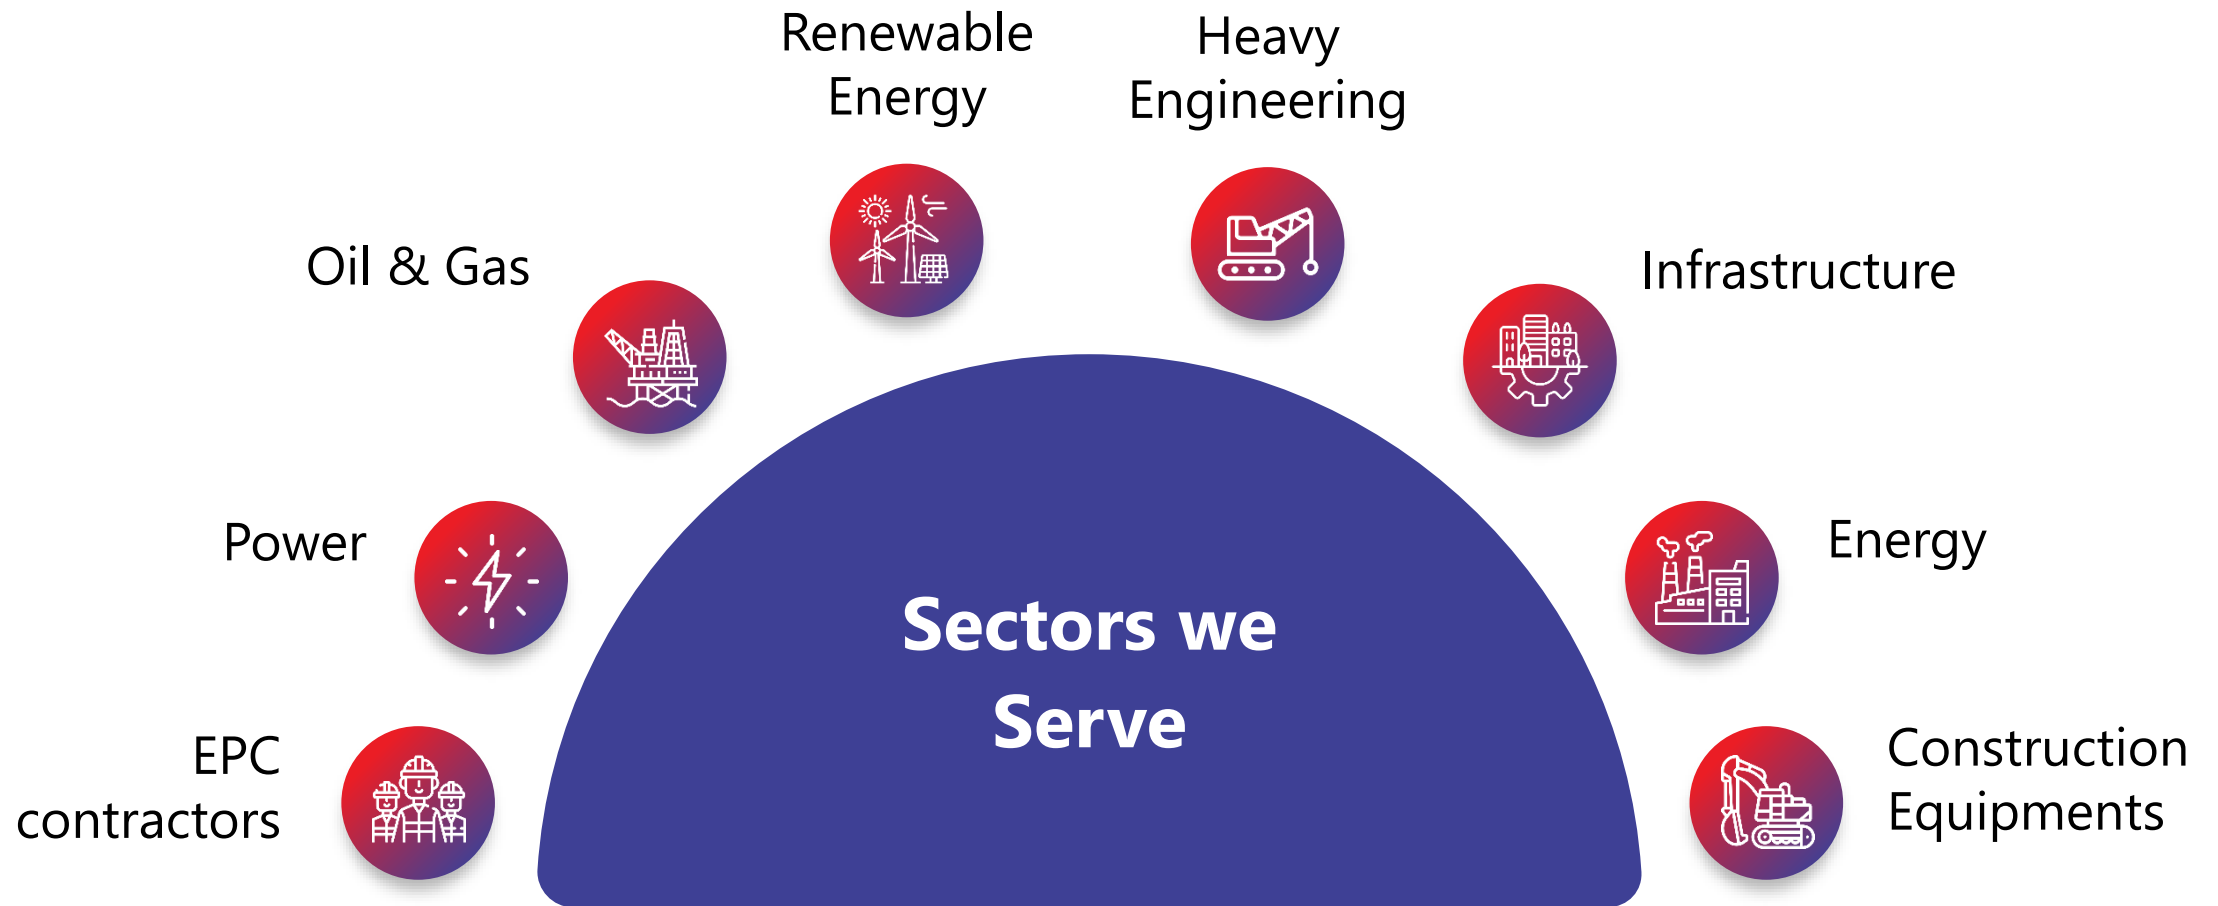 Renewable
Energy
Heavy
Engineering
Oil & Gas
Infrastructure
Power
Energy
Sectors we
Serve
EPC
contractors
Construction
Equipments